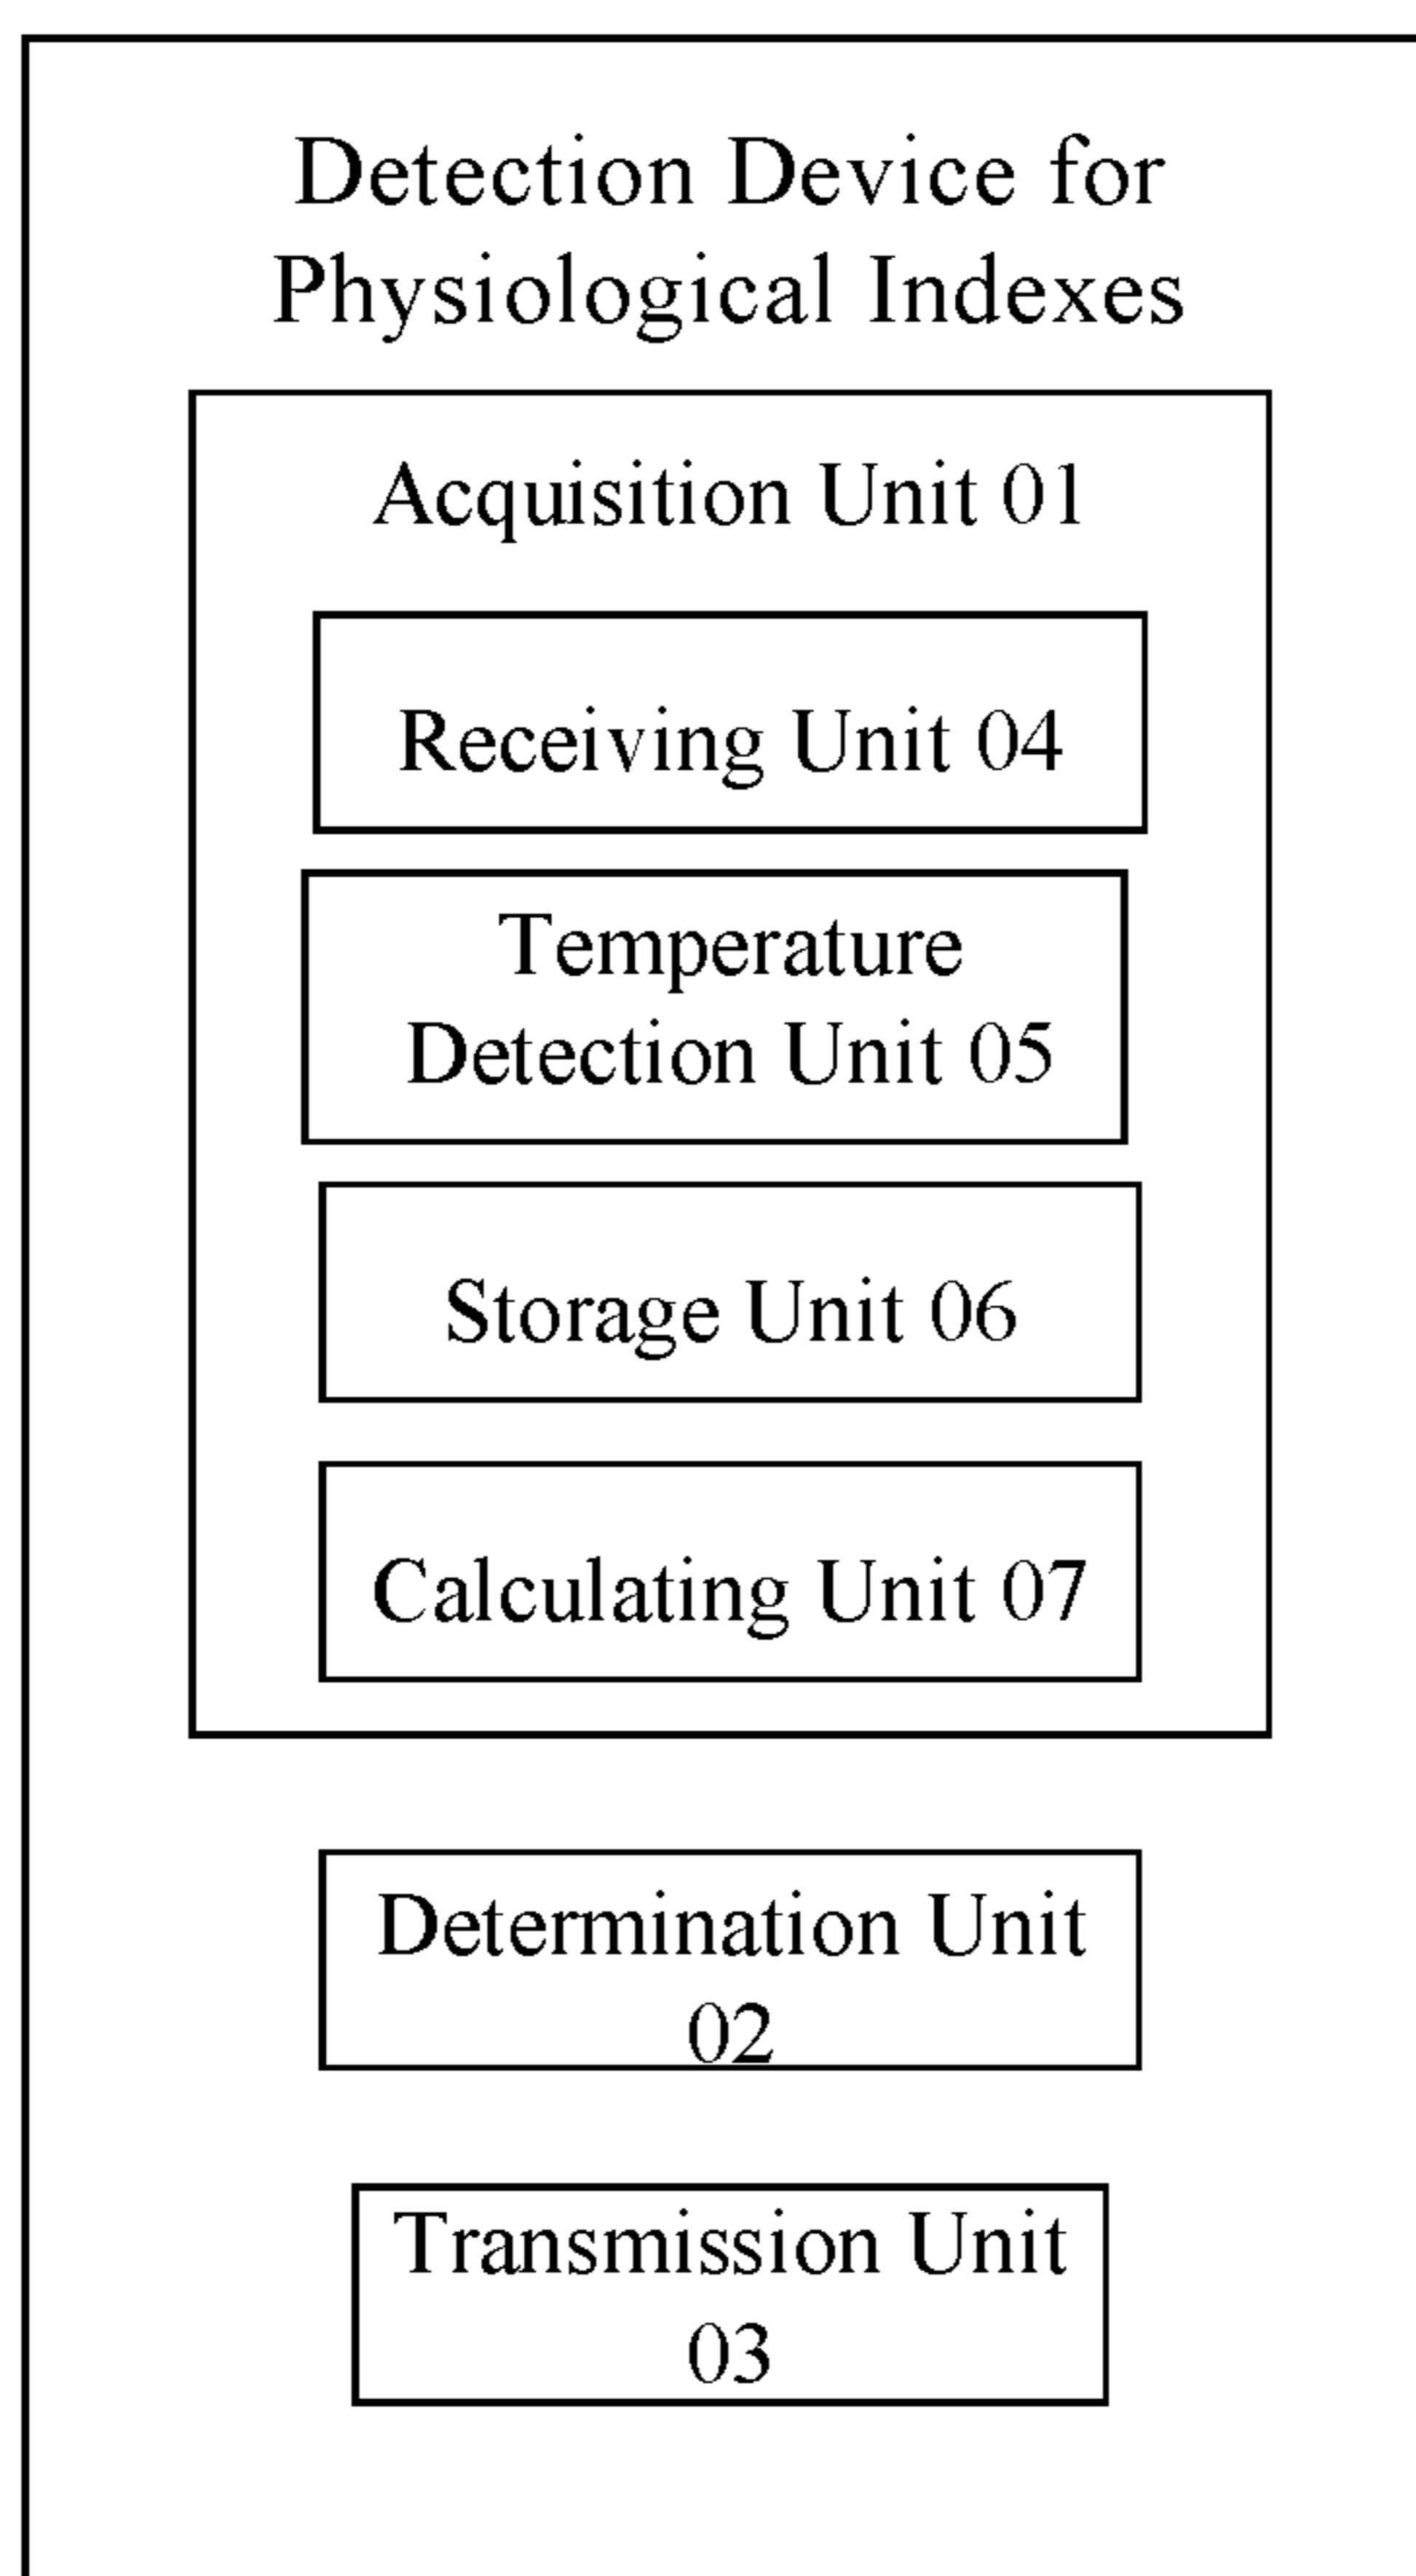 Detection Device for
Physiological Indexes
Acquisition Unit 01
Receiving Unit 04
Temperature
Detection Unit 05
Storage Unit 06
Calculating Unit 07
Determination Unit
02
Transmission Unit
03